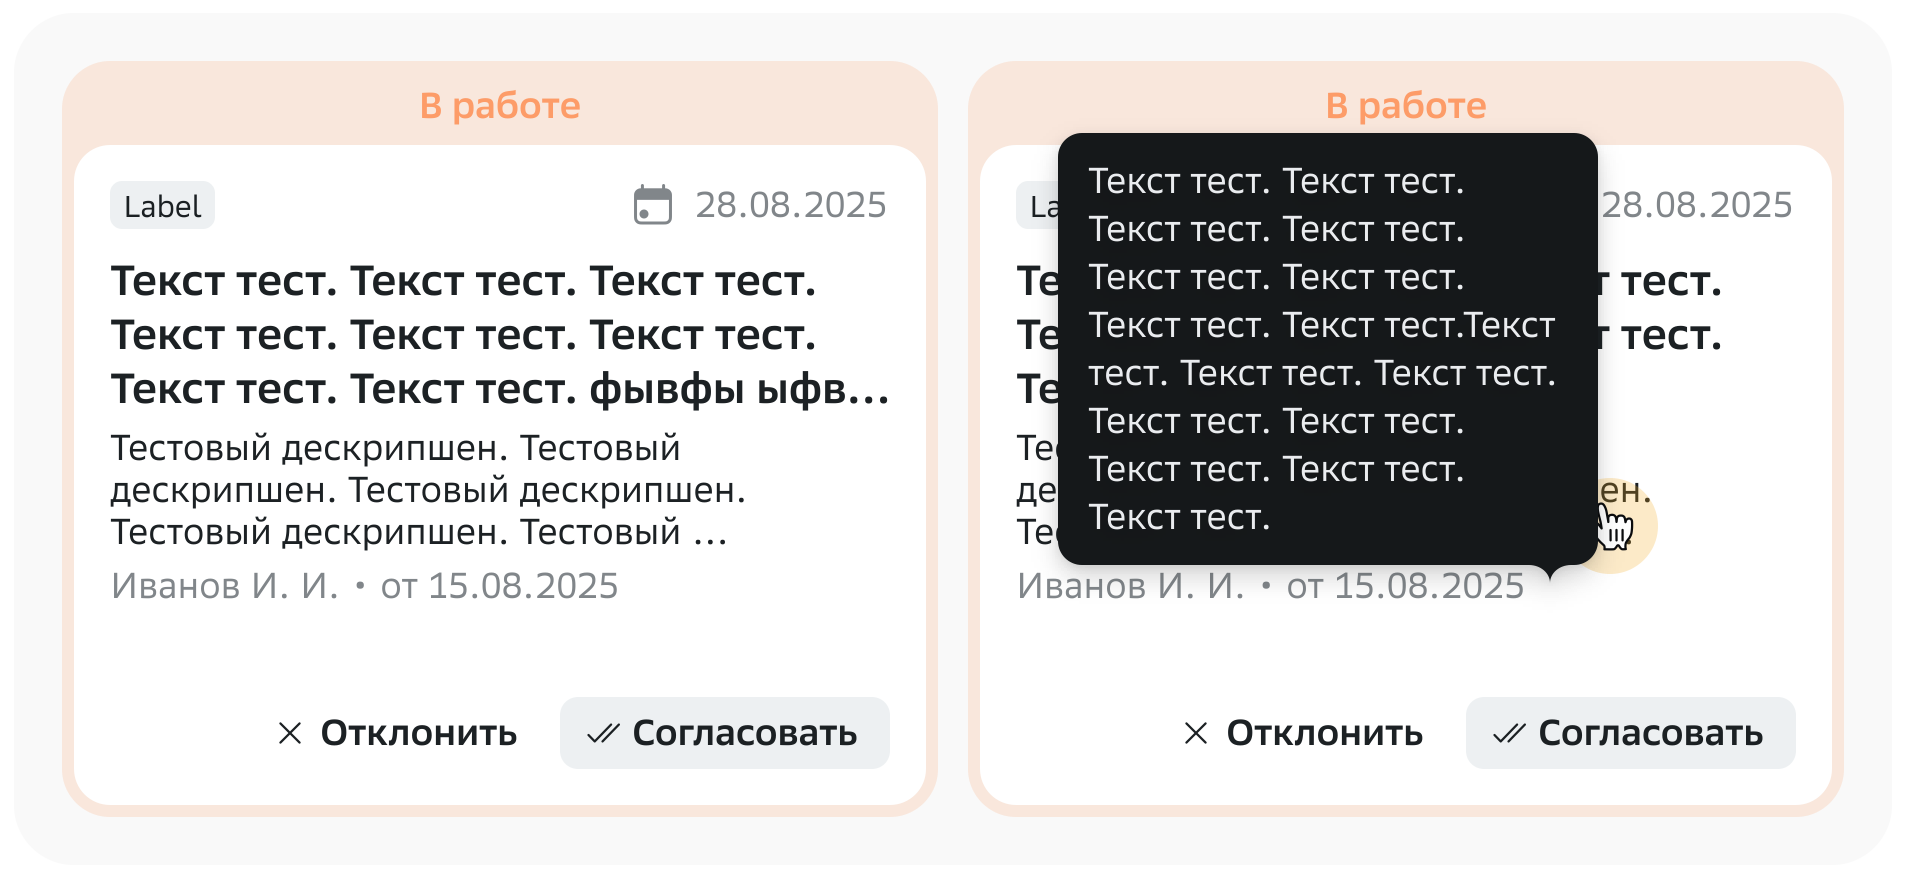 В работе
Label
28.08.2025
Текст тест. Текст тест. Текст тест.
Текст тест. Текст тест. Текст тест.
Текст тест. Текст тест. фывфы ыфв...
Тестовый дескрипшен. Тестовый
дескрипшен. Тестовый дескрипшен.
Тестовый дескрипшен. Тестовый ...
Иванов И. И. • от 15.08.2025
Отклонить
Согласовать
В работе
28.08.2025
Текст тест. Текст тест.
Текст тест. Текст тест.
Текст тест. Текст тест.
Текст тест. Текст тест.Текст
тест. Текст тест. Текст тест.
Текст тест. Текст тест.
Текст тест. Текст тест.
Текст тест.
тест.
тест.
Иванов И. И. • от 15.08.2025
Отклонить
Согласовать